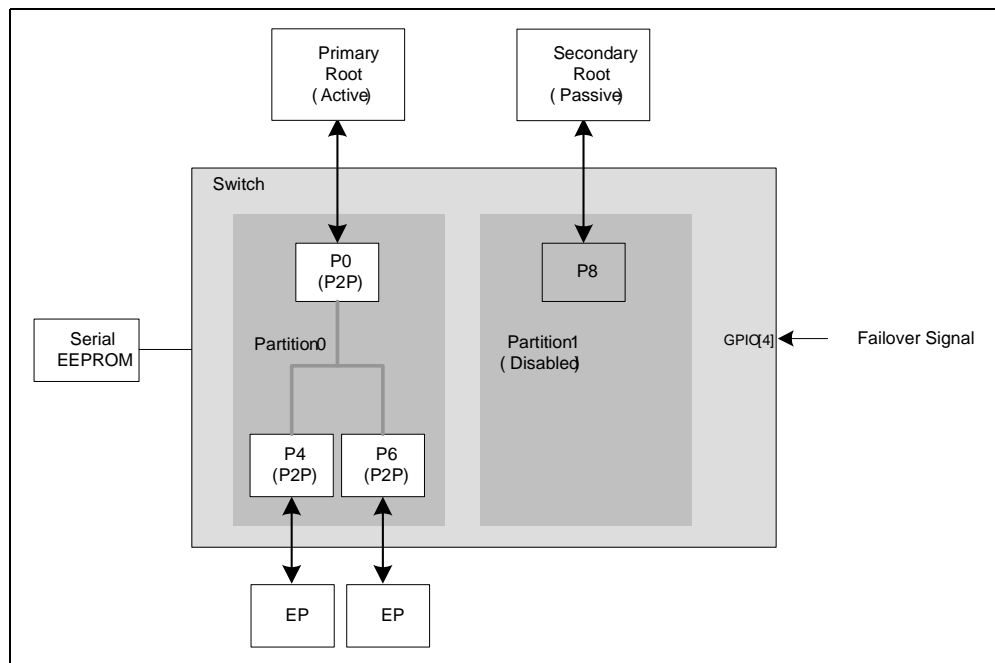 Primary
Root
( Active)
Secondary
Root
( Passive)
Switch
P0
(P2P)
P8
Serial
EEPROM
Partition0
Partition1
( Disabled)
GPIO[4]
Failover Signal
P4
(P2P)
P6
(P2P)
EP
EP